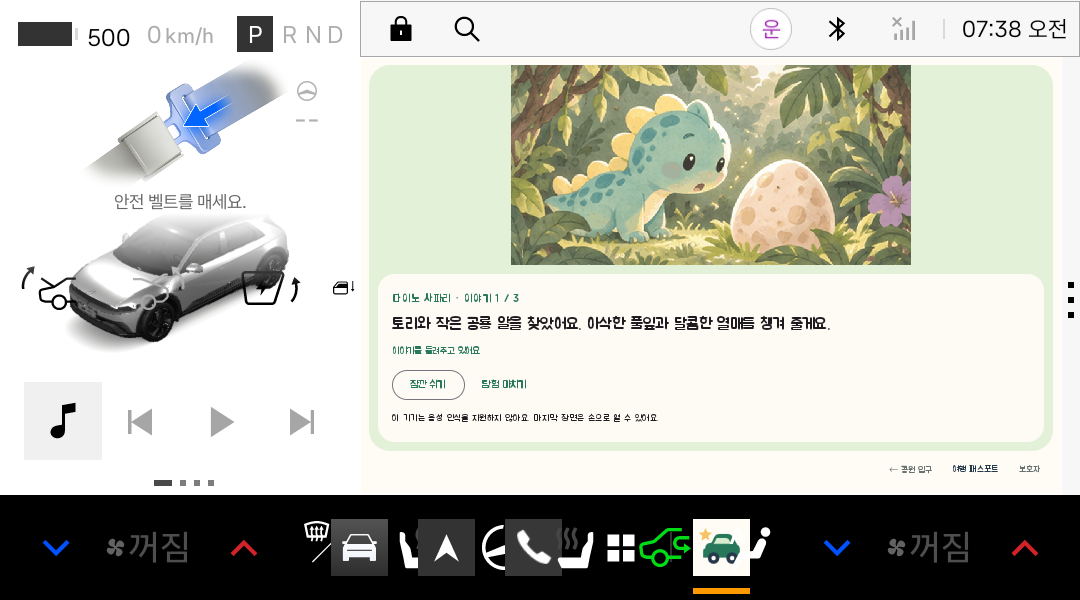 500
0 km/h
P R N D
운
07:38 오전
안전 벨트를 매세요.
다이노 사파리 · 이야기 1 / 3
토리와 작은 공룡 알을 찾았어요. 아삭한 풀잎과 달콤한 열매를 챙겨 줄게요.
이야기를 들려주고 있어요
잠깐 쉬기
탐험 마치기
이 기기는 음성 인식을 지원하지 않아요. 마지막 장면은 손으로 할 수 있어요.
← 공원 입구
여행 패스포트
보호자
꺼짐
꺼짐